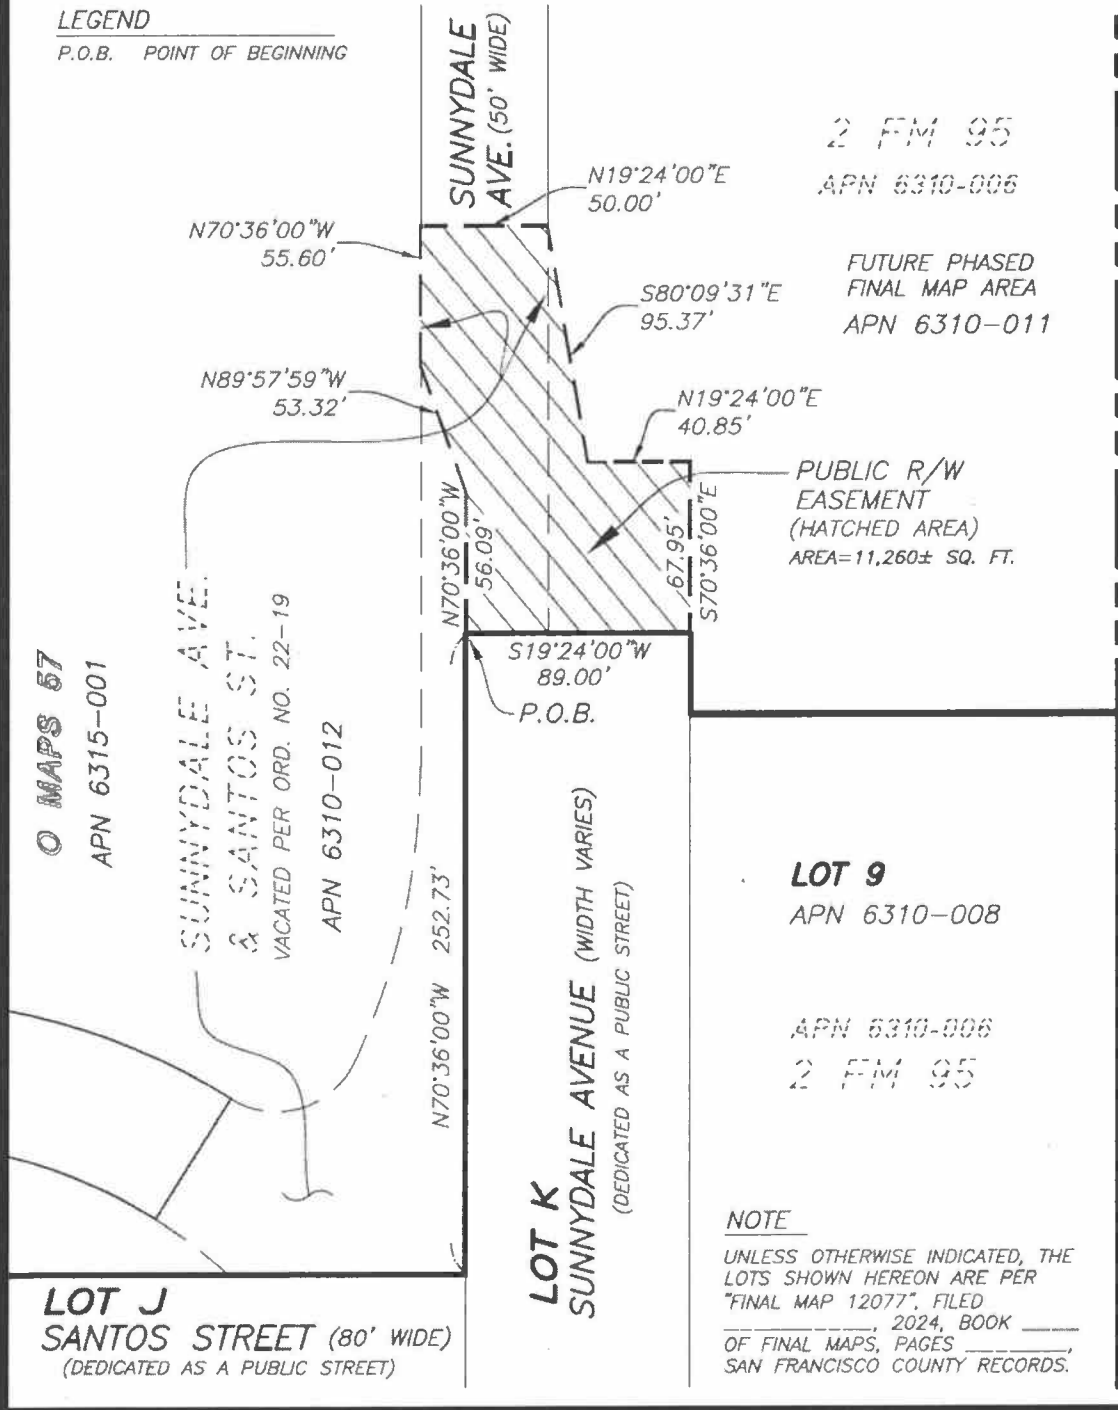 LEGEND
P.O.B. POINT OF BEGINNING
SUNNYDALE
AVE. (50' WIDE)
2 FM 95
APN 6310-006
N19°24'00"E
50.00'
N70°36'00"W
55.60'
FUTURE PHASED
FINAL MAP AREA
APN 6310-011
S80°09'31"E
95.37'
N89°57'59"W
53.32'
N19°24'00"E
40.85'
PUBLIC R/W
EASEMENT
(HATCHED AREA)
AREA=11,260± SQ. FT.
N70°36'00"W
56.09'
67.95'
S70°36'00"E
S19°24'00"W
89.00'
P.O.B.
O MAPS 57
APN 6315-001
SUNNYDALE AVE.
& SANTOS ST.
VACATED PER ORD. NO. 22-19
APN 6310-012
N70°36'00"W 252.73'
LOT K
SUNNYDALE AVENUE (WIDTH VARIES)
(DEDICATED AS A PUBLIC STREET)
LOT 9
APN 6310-008
APN 6310-006
2 FM 95
LOT J
SANTOS STREET (80' WIDE)
(DEDICATED AS A PUBLIC STREET)
NOTE
UNLESS OTHERWISE INDICATED, THE
LOTS SHOWN HEREON ARE PER
"FINAL MAP 12077", FILED
__________, 2024, BOOK ____
OF FINAL MAPS, PAGES ________,
SAN FRANCISCO COUNTY RECORDS.